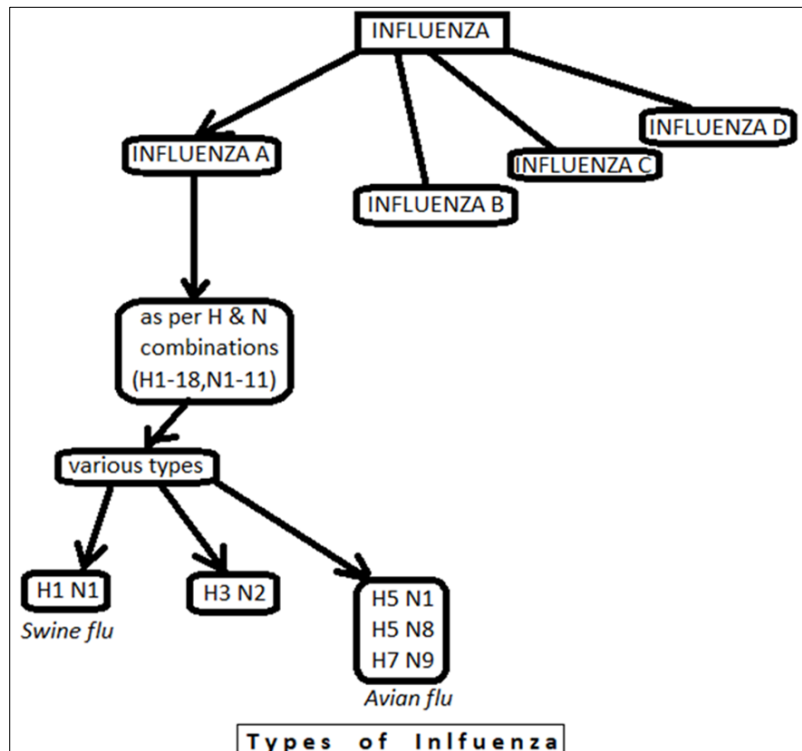 INFLUENZA
INFLUENZA A
INFLUENZA B
INFLUENZA C
INFLUENZA D
as per H & N
combinations
(H1-18,N1-11)
various types
H1 N1
Swine flu
H3 N2
H5 N1
H5 N8
H7 N9
Avian flu
Types of Inlfuenza